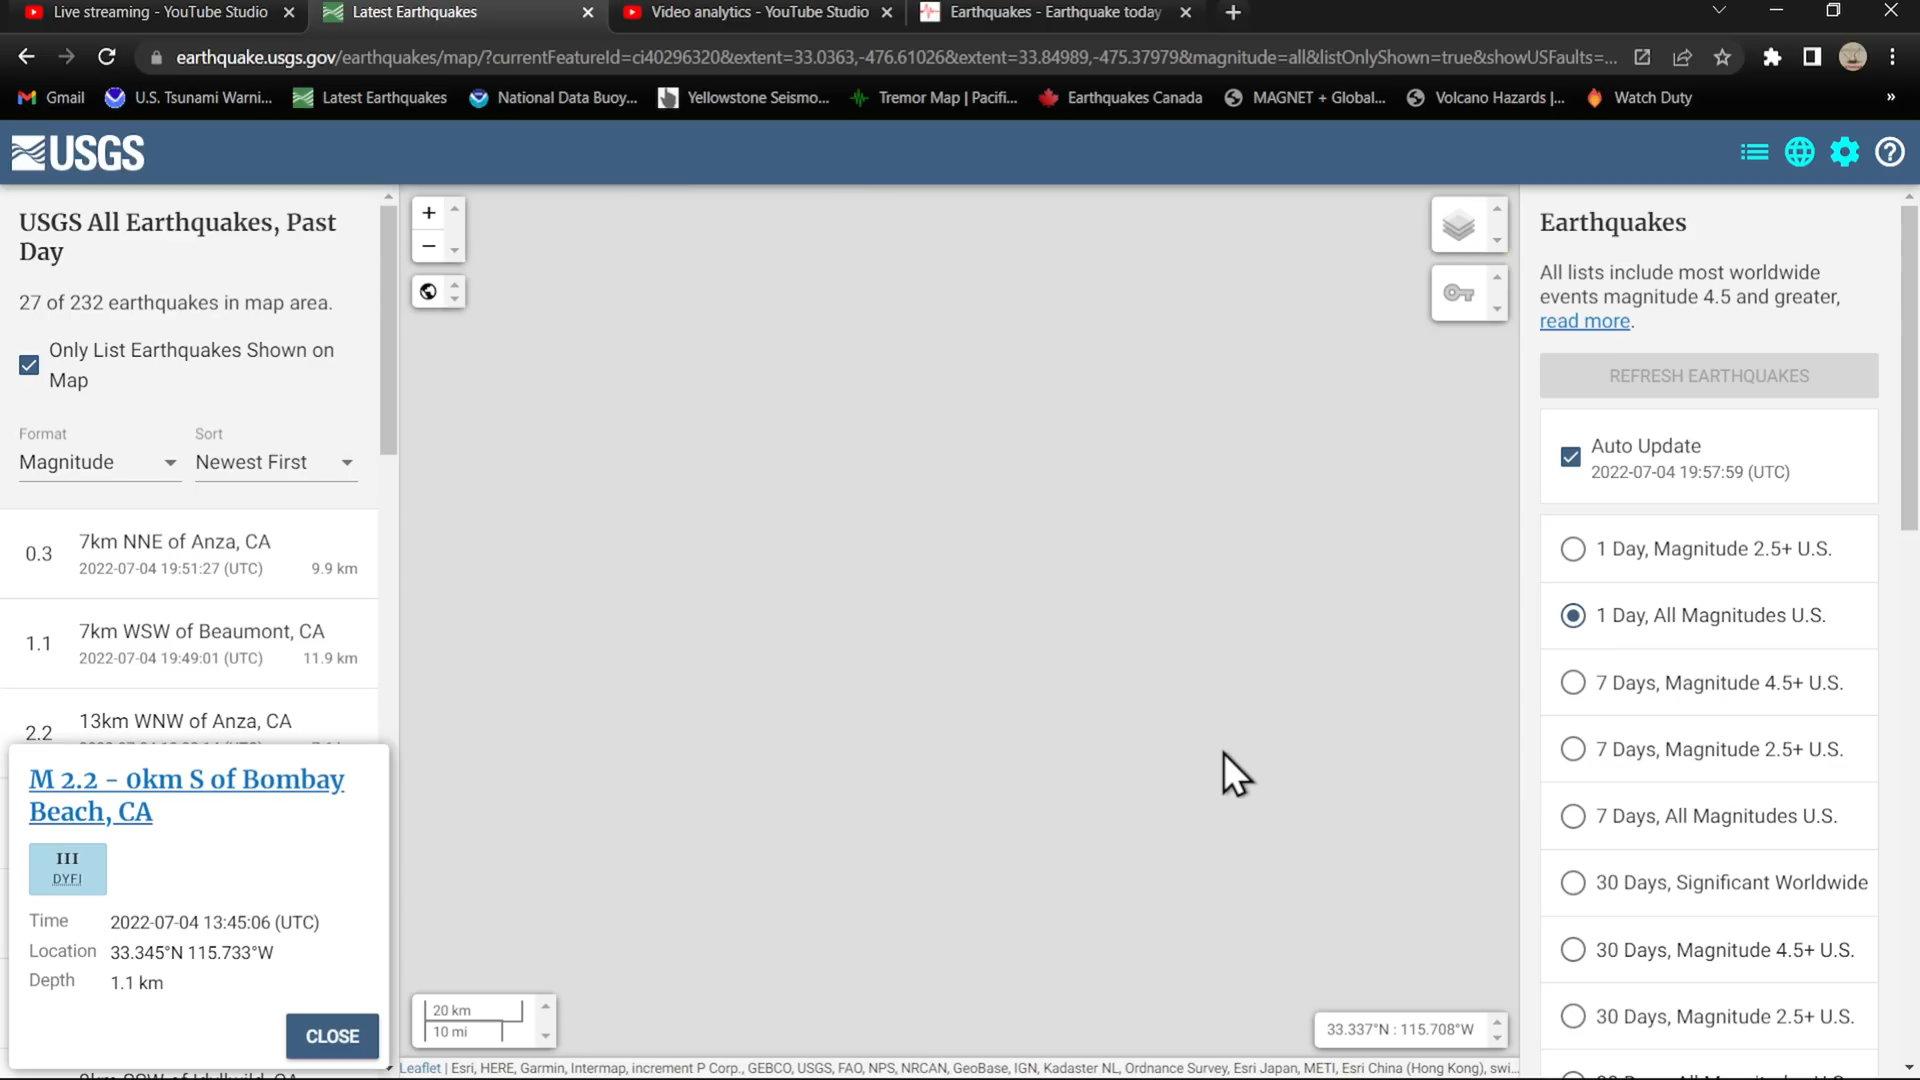 Live streaming - YouTube Studio
Latest Earthquakes
Video analytics - YouTube Studio
Earthquakes - Earthquake today
earthquake.usgs.gov/earthquakes/map/?currentFeatureId=ci40296320&extent=33.0363,-476.61026&extent=33.84989,-475.37979&magnitude=all&listOnlyShown=true&showUSFaults=...
Gmail
U.S. Tsunami Warni...
Latest Earthquakes
National Data Buoy...
Yellowstone Seismo...
Tremor Map | Pacifi...
Earthquakes Canada
MAGNET + Global...
Volcano Hazards |...
Watch Duty
»
USGS
USGS All Earthquakes, Past
Day
27 of 232 earthquakes in map area.
Only List Earthquakes Shown on
Map
Format
Sort
Magnitude
Newest First
0.3
7km NNE of Anza, CA
2022-07-04 19:51:27 (UTC)
9.9 km
1.1
7km WSW of Beaumont, CA
2022-07-04 19:49:01 (UTC)
11.9 km
2.2
13km WNW of Anza, CA
M 2.2 - 0km S of Bombay
Beach, CA
III
DYFI
Time 2022-07-04 13:45:06 (UTC)
Location 33.345°N 115.733°W
Depth 1.1 km
CLOSE
+
−
20 km
10 mi
33.337°N : 115.708°W
Leaflet | Esri, HERE, Garmin, Intermap, increment P Corp., GEBCO, USGS, FAO, NPS, NRCAN, GeoBase, IGN, Kadaster NL, Ordnance Survey, Esri Japan, METI, Esri China (Hong Kong), swi...
Earthquakes
All lists include most worldwide
events magnitude 4.5 and greater,
read more.
REFRESH EARTHQUAKES
Auto Update
2022-07-04 19:57:59 (UTC)
1 Day, Magnitude 2.5+ U.S.
1 Day, All Magnitudes U.S.
7 Days, Magnitude 4.5+ U.S.
7 Days, Magnitude 2.5+ U.S.
7 Days, All Magnitudes U.S.
30 Days, Significant Worldwide
30 Days, Magnitude 4.5+ U.S.
30 Days, Magnitude 2.5+ U.S.